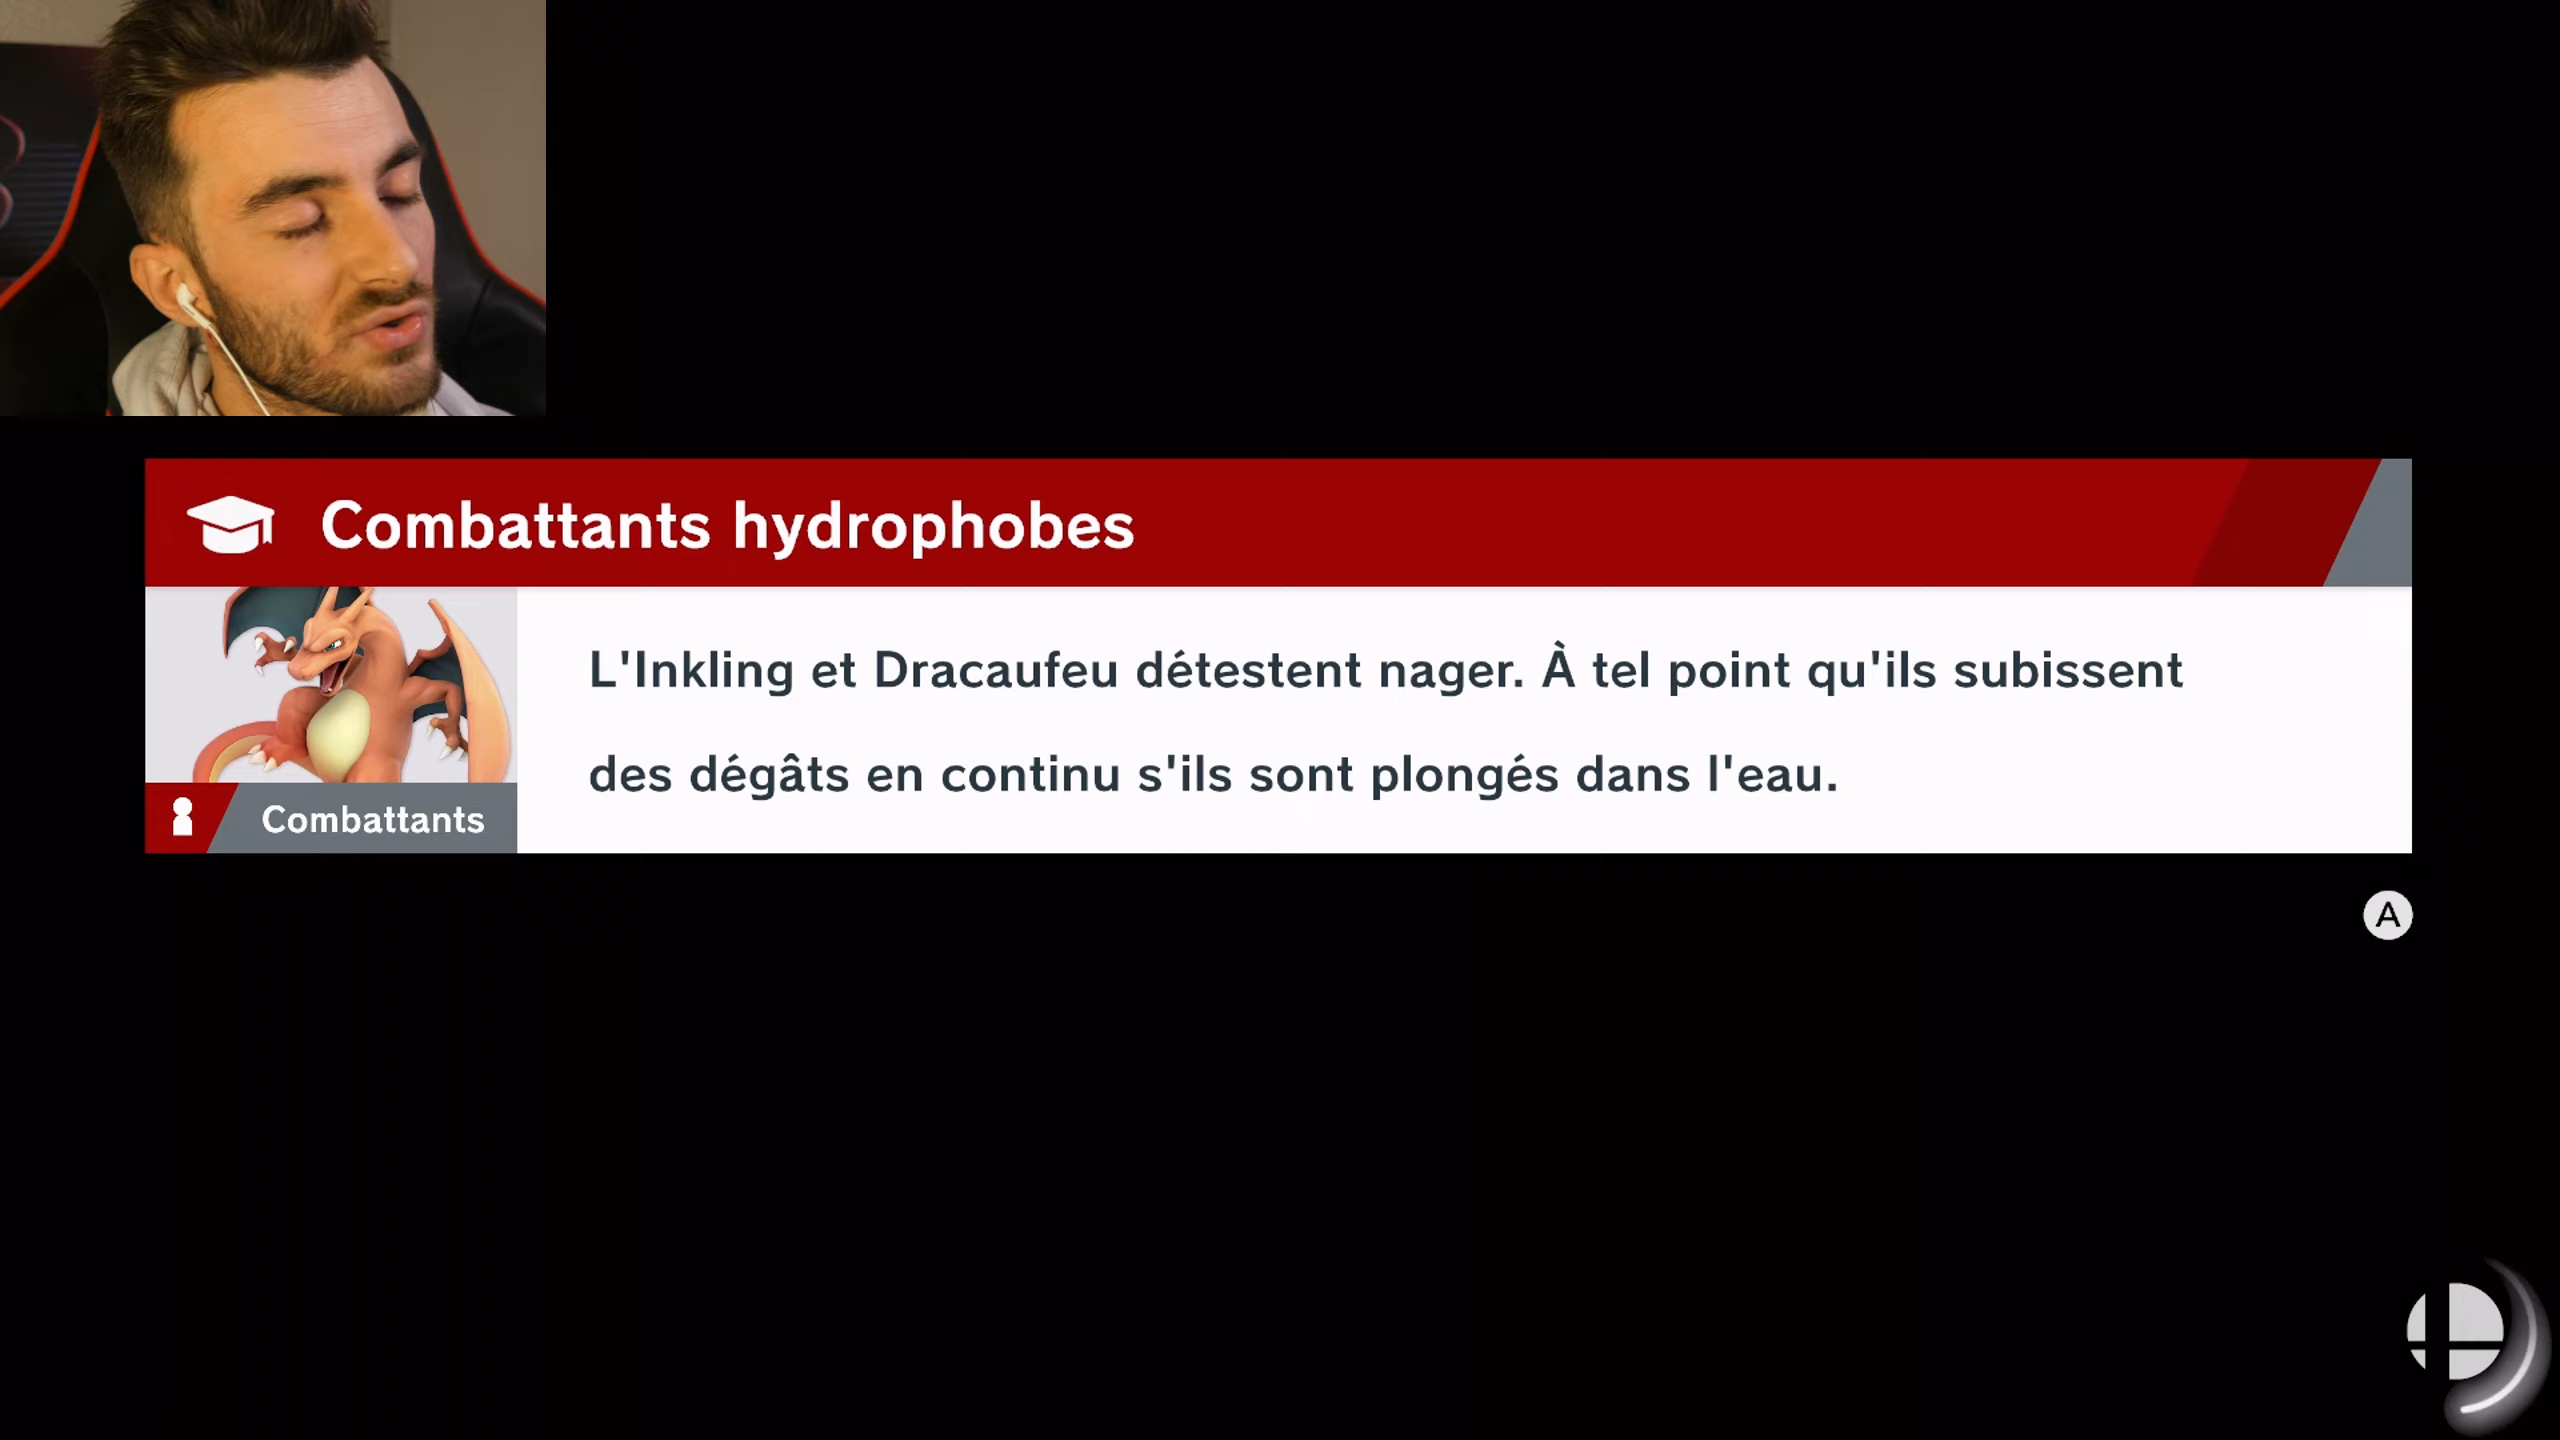 Combattants hydrophobes
L'Inkling et Dracaufeu détestent nager. À tel point qu'ils subissent
des dégâts en continu s'ils sont plongés dans l'eau.
Combattants
A